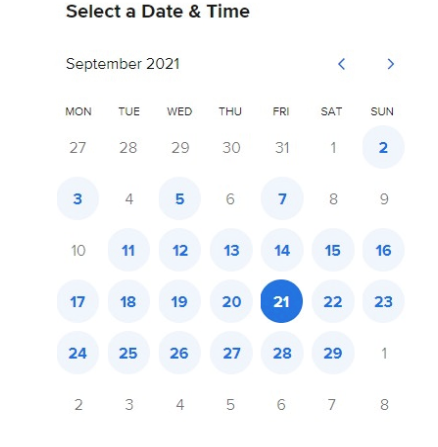 Select a Date & Time
September 2021
MON TUE WED THU FRI SAT SUN
27 28 29 30 31 1 2
3 4 5 6 7 8 9
10 11 12 13 14 15 16
17 18 19 20 21 22 23
24 25 26 27 28 29 1
2 3 4 5 6 7 8